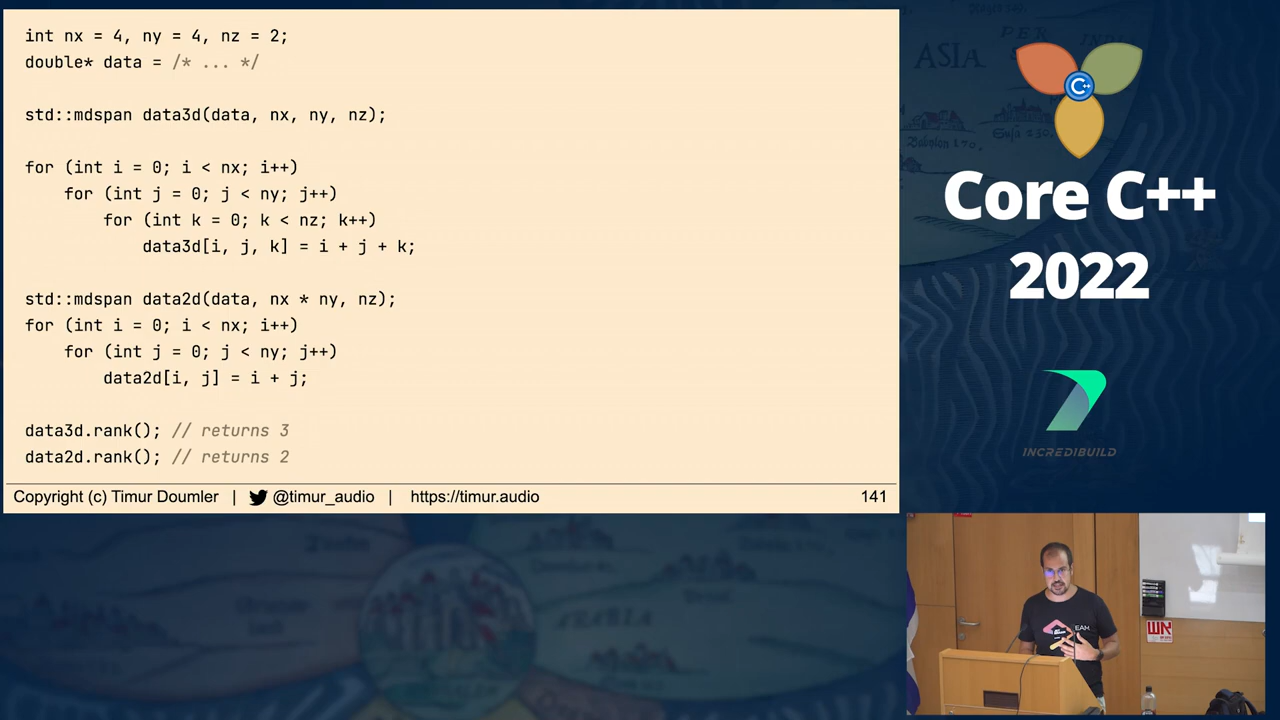 int nx = 4, ny = 4, nz = 2;
double* data = /* ... */
std::mdspan data3d(data, nx, ny, nz);
for (int i = 0; i < nx; i++)
for (int j = 0; j < ny; j++)
for (int k = 0; k < nz; k++)
data3d[i, j, k] = i + j + k;
std::mdspan data2d(data, nx * ny, nz);
for (int i = 0; i < nx; i++)
for (int j = 0; j < ny; j++)
data2d[i, j] = i + j;
data3d.rank(); // returns 3
data2d.rank(); // returns 2
Copyright (c) Timur Doumler | @timur_audio | https://timur.audio 141
ASIA
C++
Core C++
2022
INCREDIBUILD